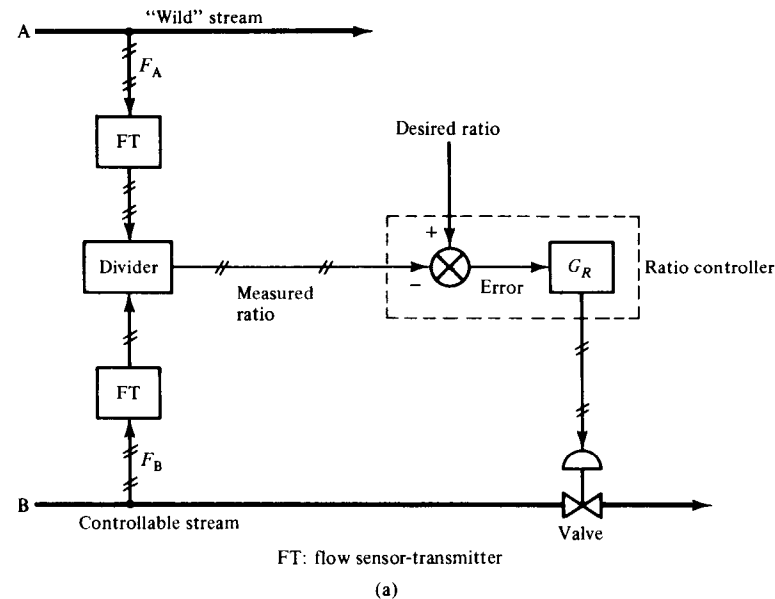 "Wild" stream
A
F_A
FT
Desired ratio
+
Divider
G_R
Ratio controller
−
Error
Measured
ratio
FT
F_B
B
Controllable stream
Valve
FT: flow sensor-transmitter
(a)